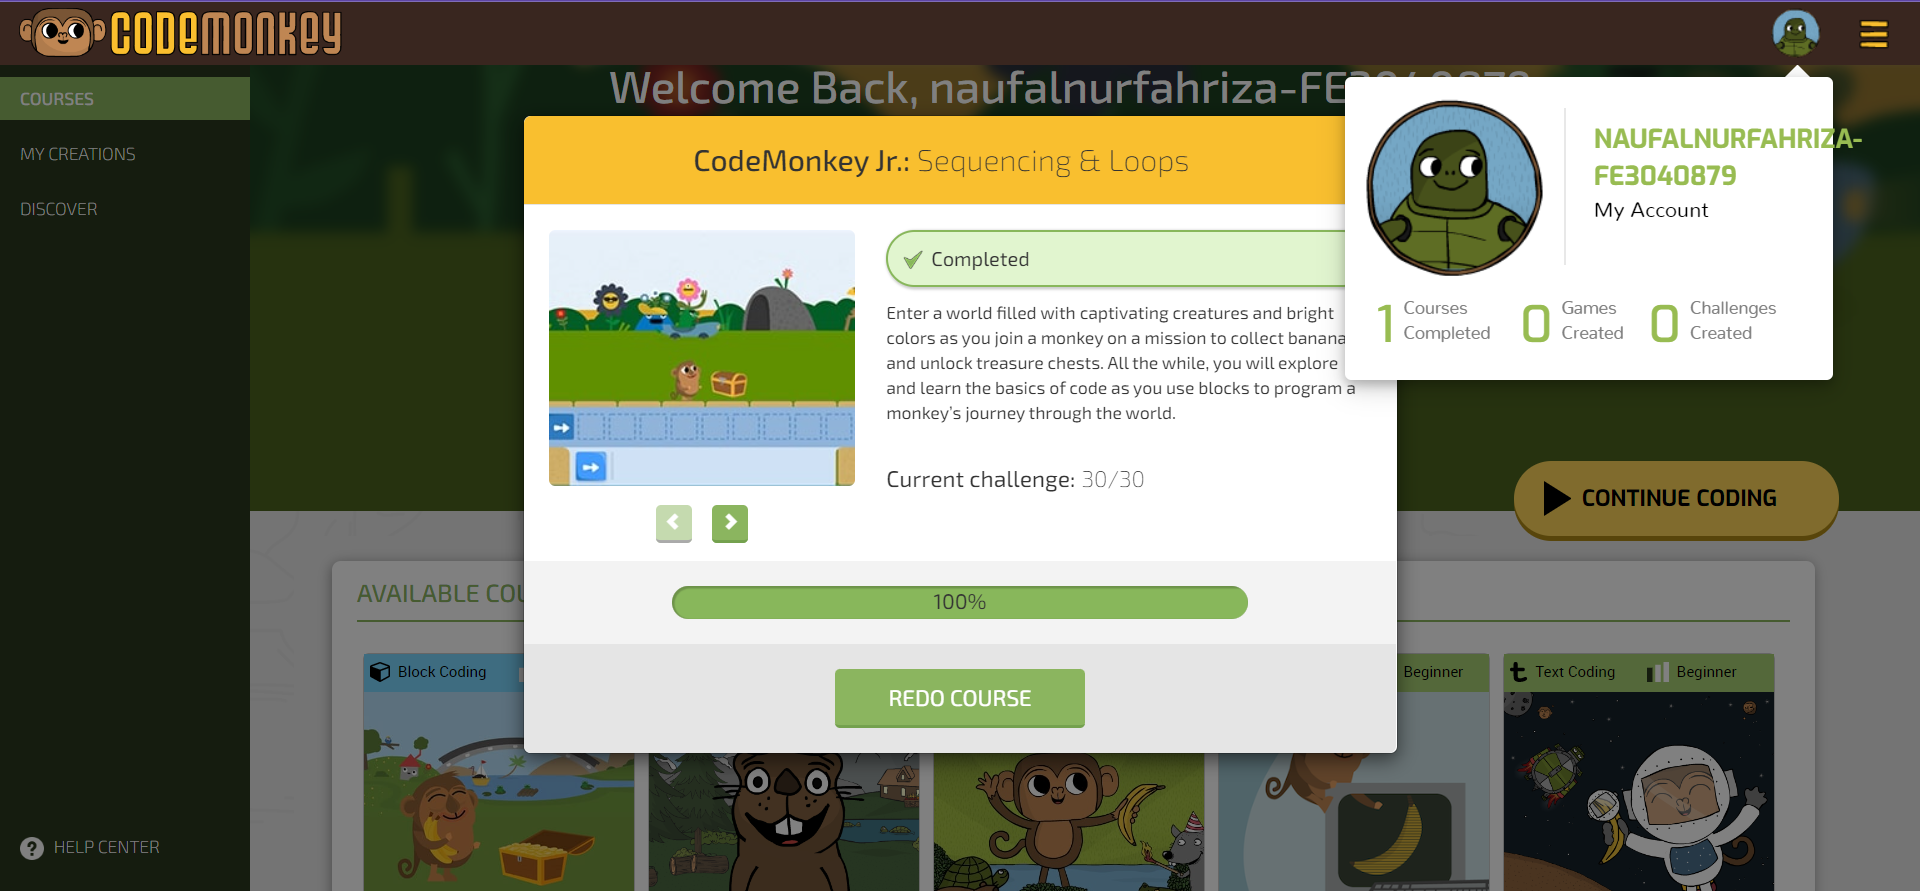 CODEMONKEY
COURSES
MY CREATIONS
DISCOVER
HELP CENTER
Welcome Back, naufalnurfahriza-FE3040879
CodeMonkey Jr.: Sequencing & Loops
Completed
Enter a world filled with captivating creatures and bright
colors as you join a monkey on a mission to collect banana
and unlock treasure chests. All the while, you will explore
and learn the basics of code as you use blocks to program a
monkey's journey through the world.
Current challenge: 30/30
100%
REDO COURSE
NAUFALNURFAHRIZA-
FE3040879
My Account
1 Courses Completed
0 Games Created
0 Challenges Created
CONTINUE CODING
AVAILABLE COU
Block Coding
Beginner
Text Coding
Beginner